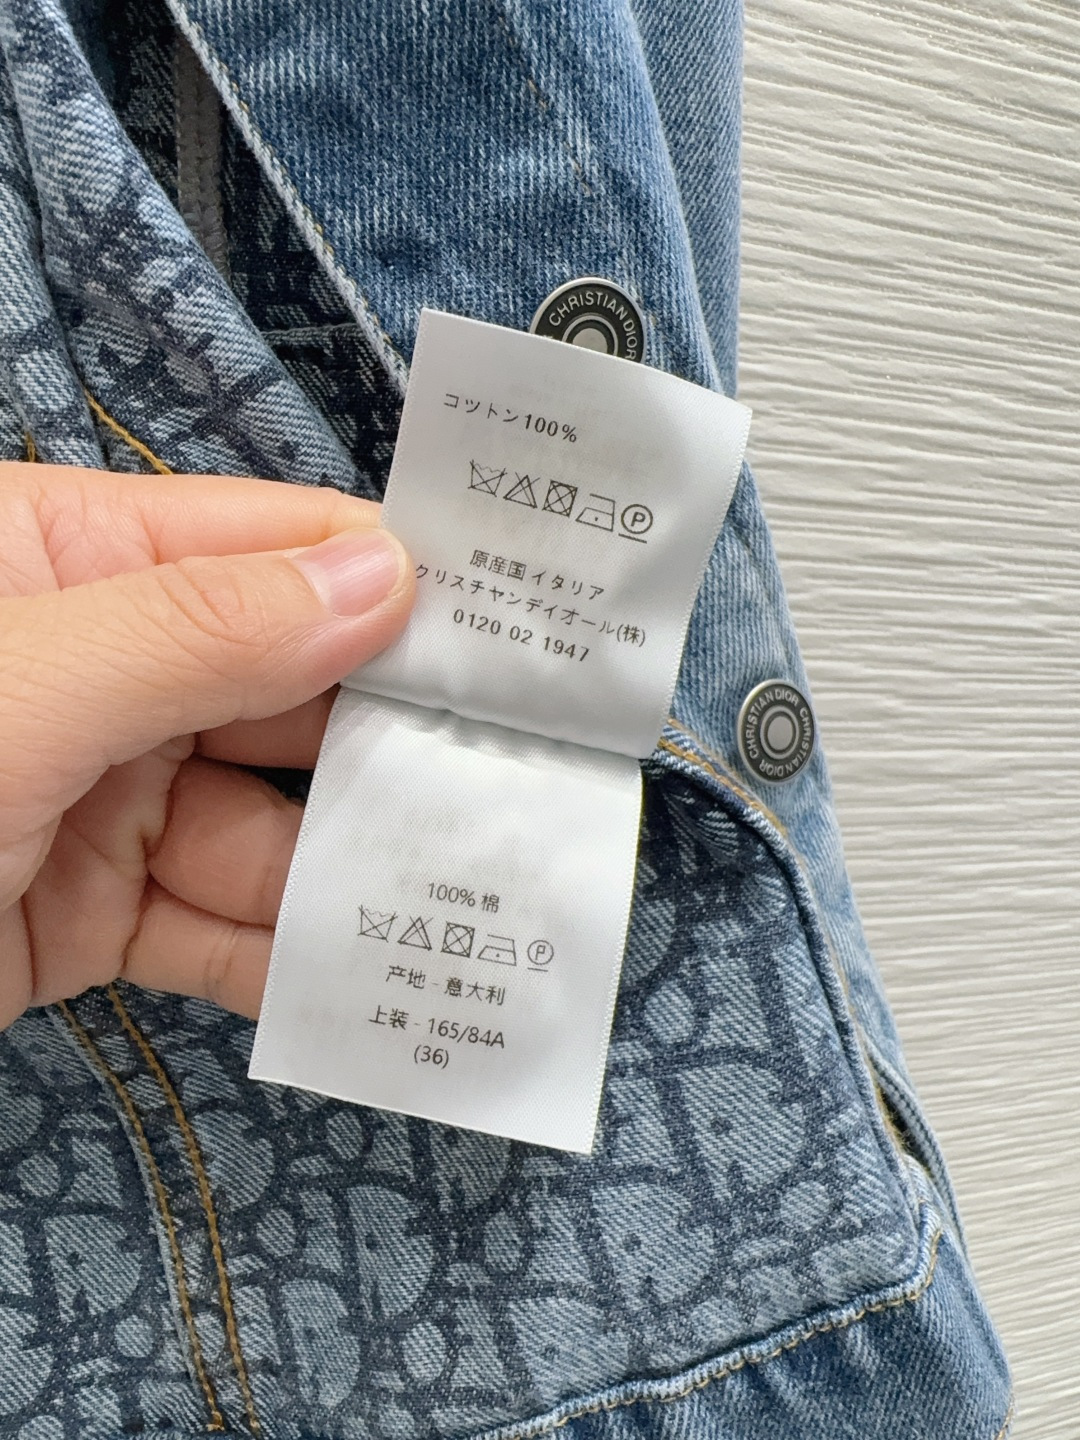 CHRISTIAN DIOR
コットン100%
P
原産国 イタリア
クリスチャンディオール(株)
0120 02 1947
CHRISTIAN DIOR CHRISTIAN DIOR
100% 棉
P
产地 - 意大利
上装 - 165/84A
(36)